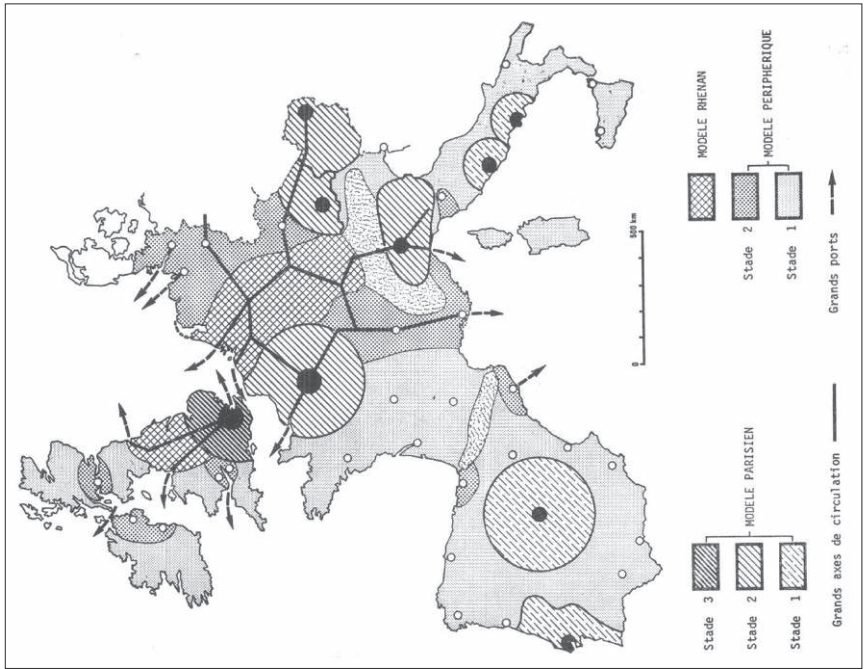 0
500 km
Stade 3
Stade 2
Stade 1
MODELE PARISIEN
Grands axes de circulation
MODELE RHENAN
Stade 2
Stade 1
MODELE PERIPHERIQUE
Grands ports